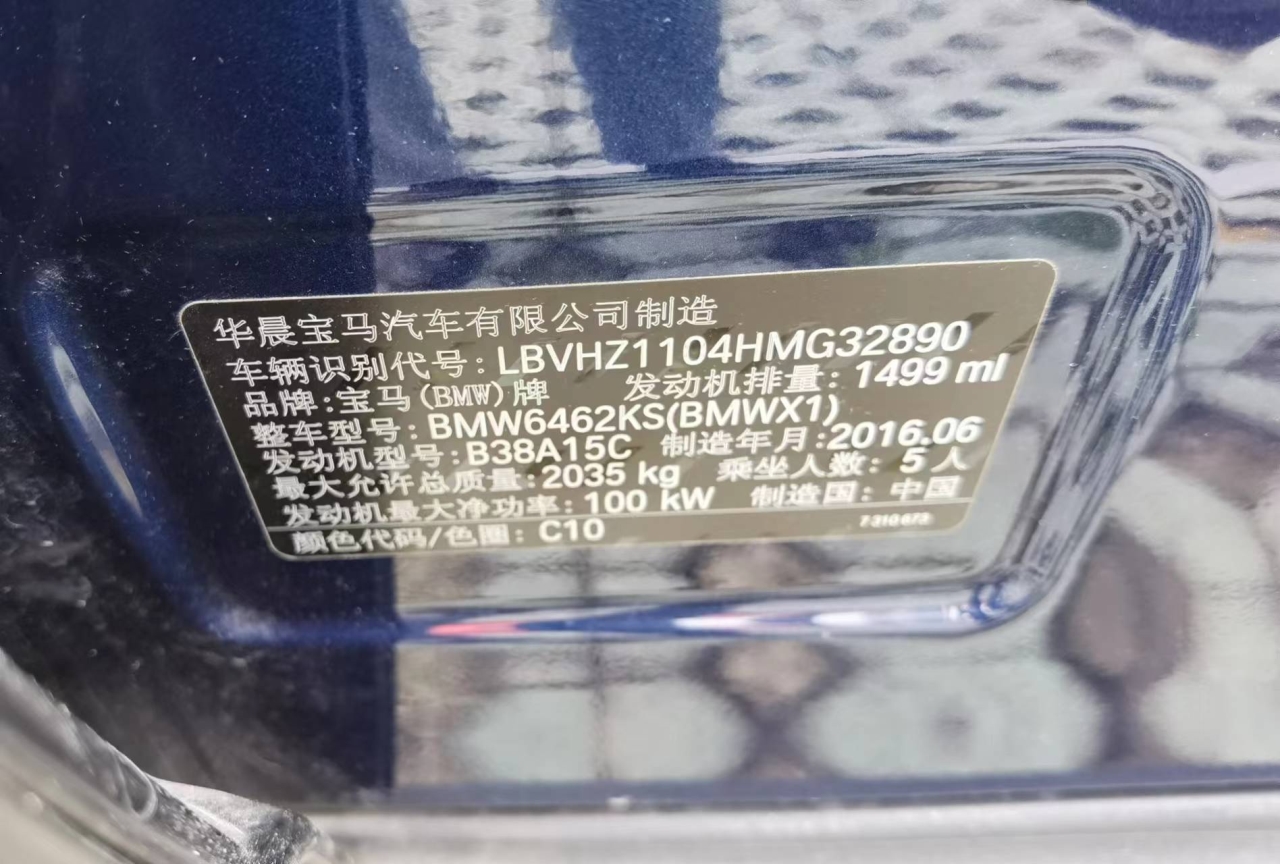 华晨宝马汽车有限公司制造
车辆识别代号：LBVHZ1104HMG32890
品牌：宝马(BMW)牌 发动机排量：1499 ml
整车型号：BMW6462KS(BMWX1)
发动机型号：B38A15C 制造年月：2016.06
最大允许总质量：2035 kg 乘坐人数：5人
发动机最大净功率：100 kW 制造国：中国
颜色代码/色圈：C10 7 310 673